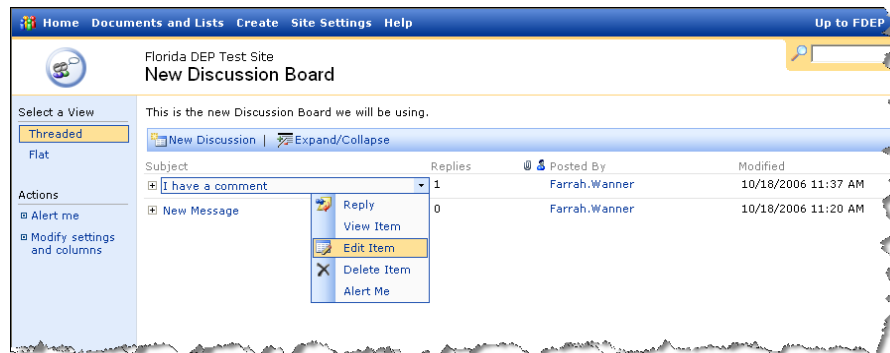 Home Documents and Lists Create Site Settings Help Up to FDEP
Florida DEP Test Site
New Discussion Board
Select a View
Threaded
Flat
Actions
Alert me
Modify settings
and columns
This is the new Discussion Board we will be using.
New Discussion | Expand/Collapse
Subject Replies Posted By Modified
I have a comment 1 Farrah.Wanner 10/18/2006 11:37 AM
New Message 0 Farrah.Wanner 10/18/2006 11:20 AM
Reply
View Item
Edit Item
Delete Item
Alert Me